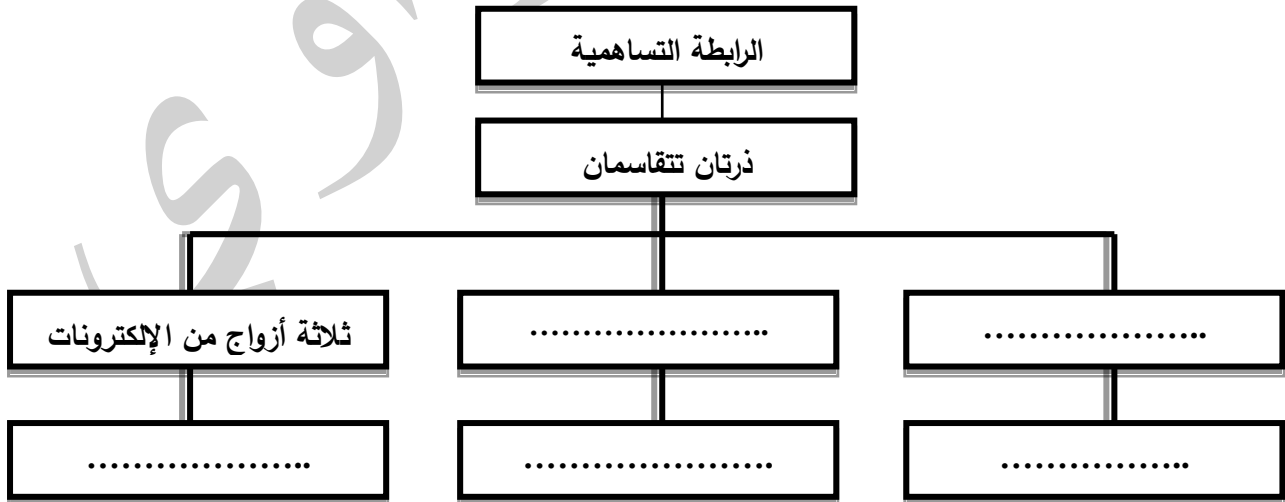 الرابطة التساهمية
ذرتان تتقاسمان
.....................
......................
ثلاثة أزواج من الإلكترونات
.................
.......................
.....................